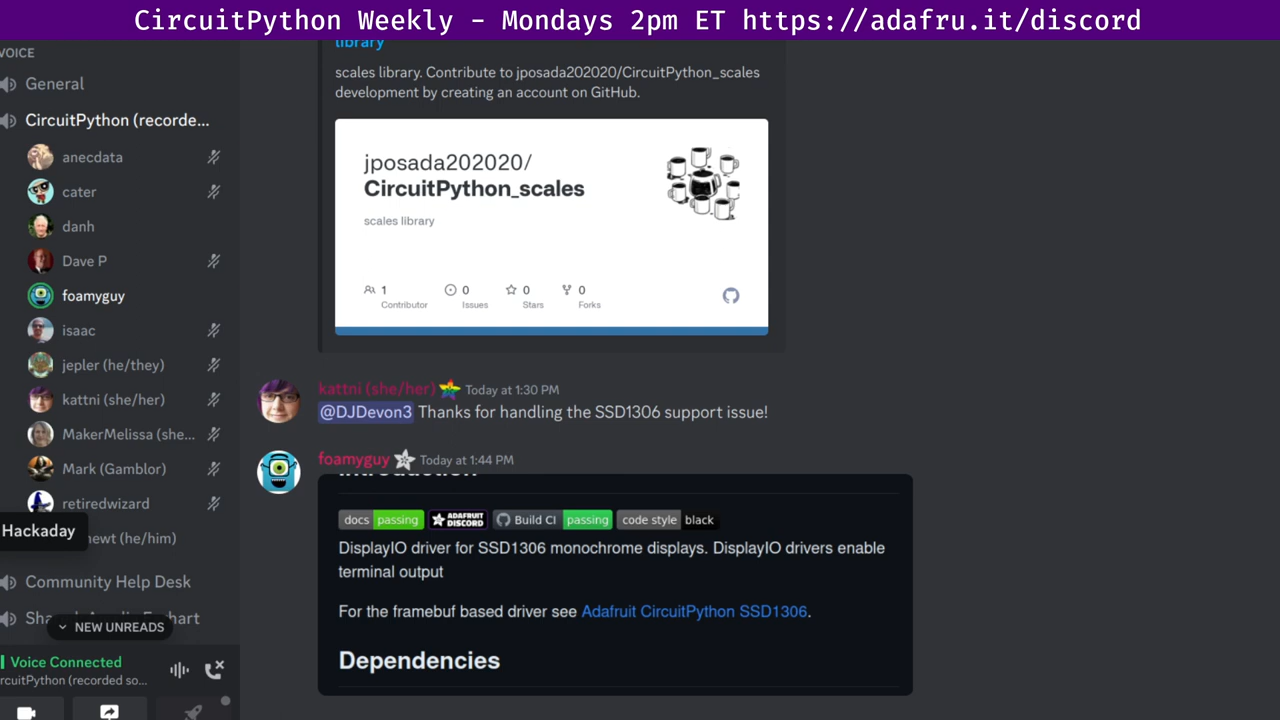 CircuitPython Weekly - Mondays 2pm ET https://adafru.it/discord
VOICE
General
CircuitPython (recorde...
anecdata
cater
danh
Dave P
foamyguy
isaac
jepler (he/they)
kattni (she/her)
MakerMelissa (she...
Mark (Gamblor)
retiredwizard
Hackaday
newt (he/him)
Community Help Desk
NEW UNREADS
Voice Connected
rcuitPython (recorded so...
library
scales library. Contribute to jposada202020/CircuitPython_scales
development by creating an account on GitHub.
jposada202020/
CircuitPython_scales
scales library
1 0 0 0
Contributor Issues Stars Forks
kattni (she/her) Today at 1:30 PM
@DJDevon3 Thanks for handling the SSD1306 support issue!
foamyguy Today at 1:44 PM
Introduction
docs passing ADAFRUIT DISCORD Build CI passing code style black
DisplayIO driver for SSD1306 monochrome displays. DisplayIO drivers enable
terminal output
For the framebuf based driver see Adafruit CircuitPython SSD1306.
Dependencies